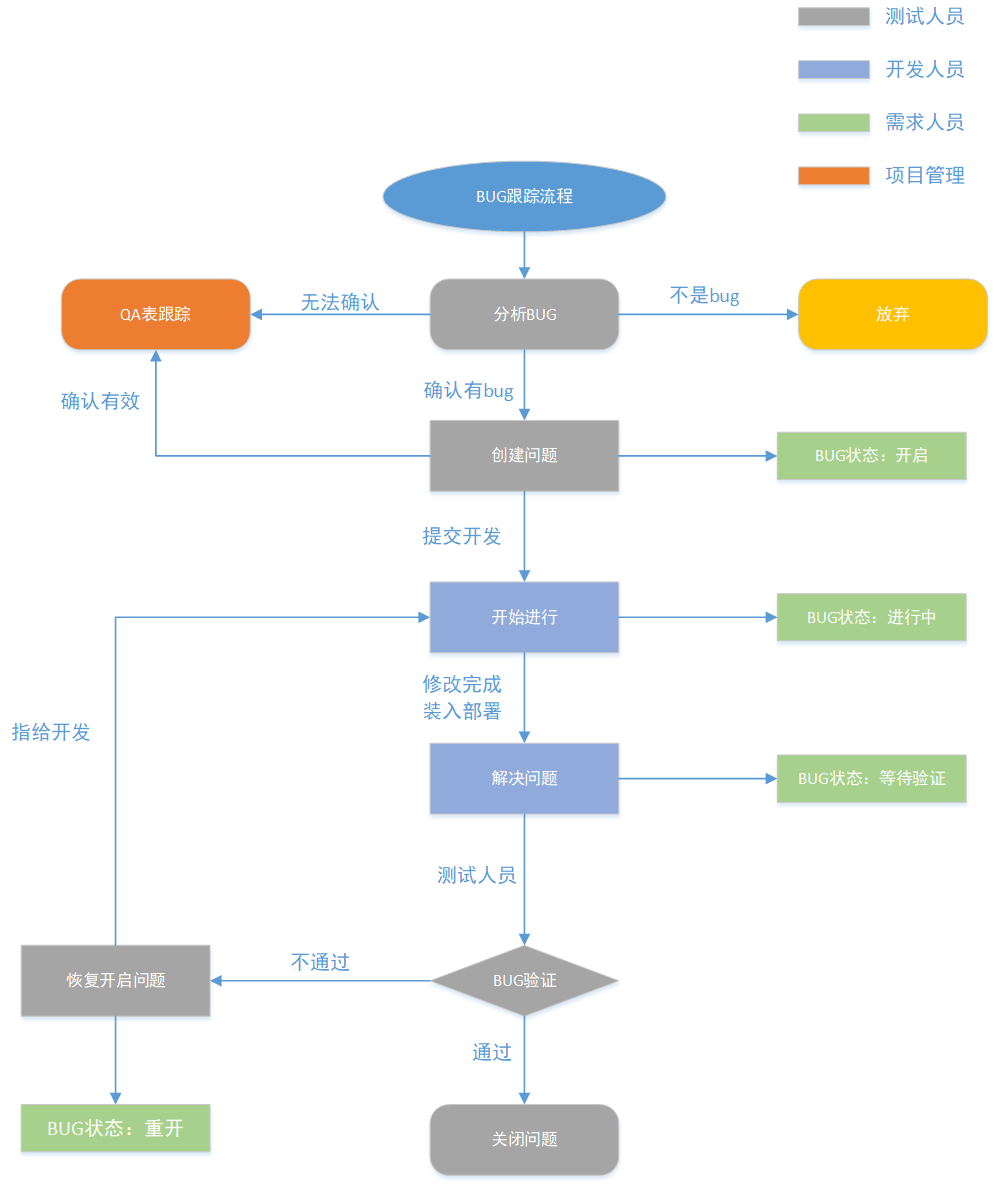 测试人员
开发人员
需求人员
项目管理
BUG跟踪流程
QA表跟踪
无法确认
分析BUG
不是bug
放弃
确认有效
确认有bug
创建问题
BUG状态：开启
提交开发
开始进行
BUG状态：进行中
修改完成
装入部署
指给开发
解决问题
BUG状态：等待验证
测试人员
恢复开启问题
不通过
BUG验证
通过
BUG状态：重开
关闭问题